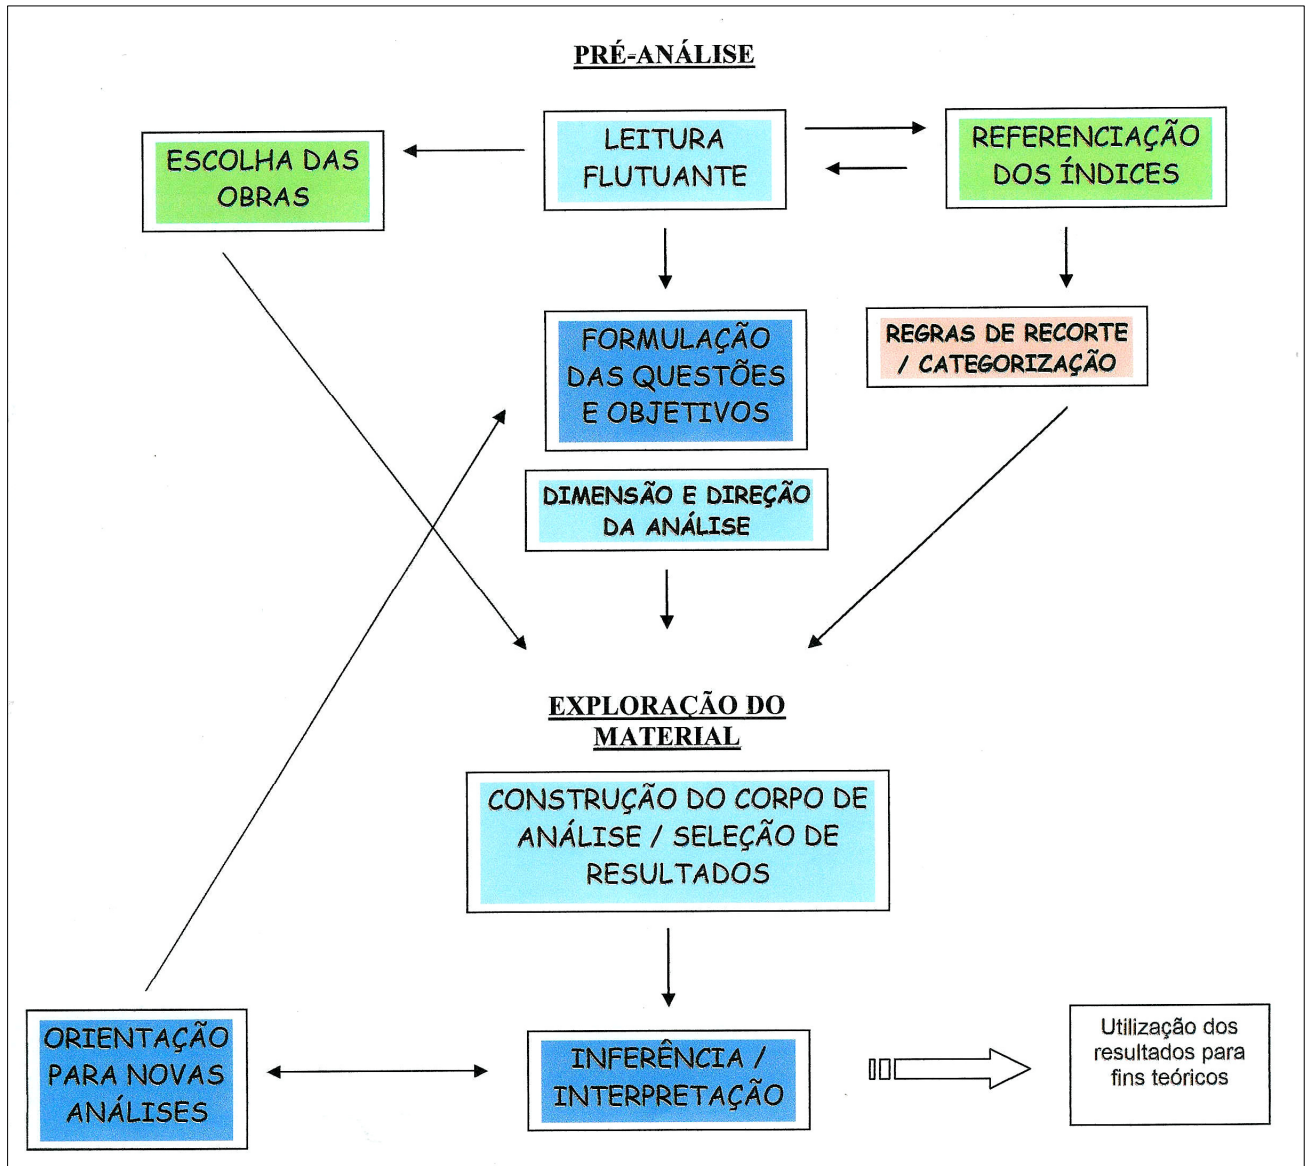 PRÉ-ANÁLISE
ESCOLHA DAS
OBRAS
LEITURA
FLUTUANTE
REFERENCIAÇÃO
DOS ÍNDICES
FORMULAÇÃO
DAS QUESTÕES
E OBJETIVOS
REGRAS DE RECORTE
/ CATEGORIZAÇÃO
DIMENSÃO E DIREÇÃO
DA ANÁLISE
EXPLORAÇÃO DO
MATERIAL
CONSTRUÇÃO DO CORPO DE
ANÁLISE / SELEÇÃO DE
RESULTADOS
ORIENTAÇÃO
PARA NOVAS
ANÁLISES
INFERÊNCIA /
INTERPRETAÇÃO
Utilização dos
resultados para
fins teóricos